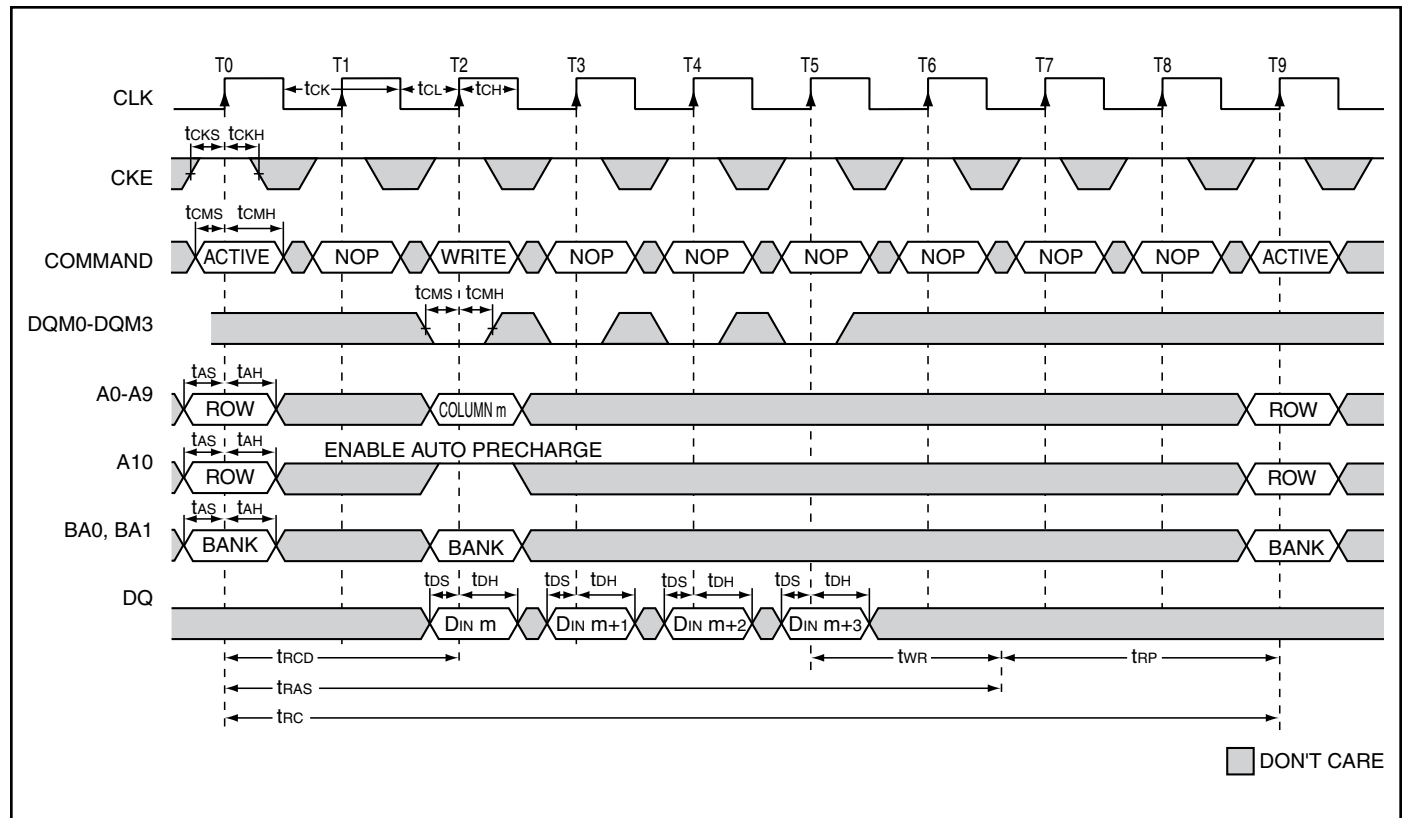 T0 T1 T2 T3 T4 T5 T6 T7 T8 T9
CLK tCK tCL tCH
tCKS tCKH
CKE
tCMS tCMH
COMMAND ACTIVE NOP WRITE NOP NOP NOP NOP NOP NOP ACTIVE
tCMS tCMH
DQM0-DQM3
tAS tAH
A0-A9 ROW COLUMN m ROW
tAS tAH ENABLE AUTO PRECHARGE
A10 ROW ROW
tAS tAH
BA0, BA1 BANK BANK BANK
tDS tDH tDS tDH tDS tDH tDS tDH
DQ DIN m DIN m+1 DIN m+2 DIN m+3
tRCD tWR tRP
tRAS
tRC
DON'T CARE